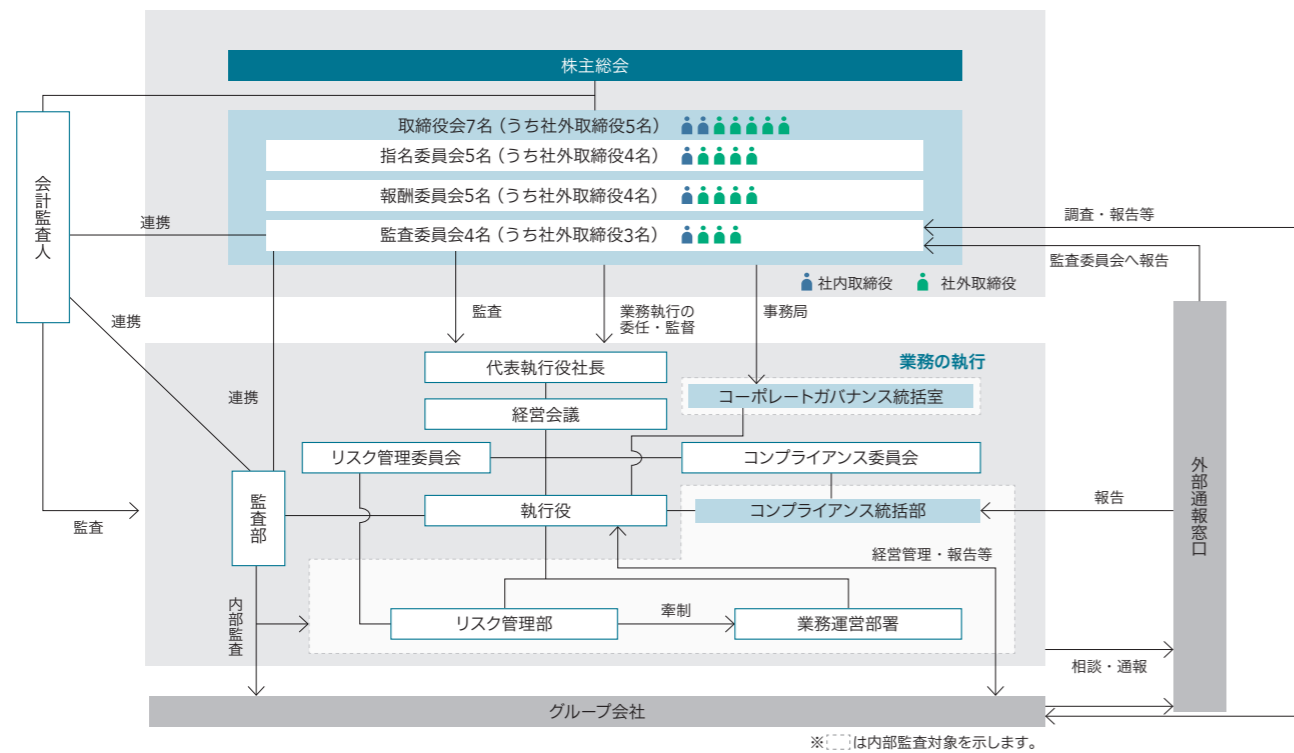 株主総会
取締役会7名（うち社外取締役5名）
指名委員会5名（うち社外取締役4名）
報酬委員会5名（うち社外取締役4名）
監査委員会4名（うち社外取締役3名）
社内取締役
社外取締役
会計監査人
連携
連携
連携
監査
調査・報告等
監査委員会へ報告
監査
業務執行の
委任・監督
事務局
業務の執行
代表執行役社長
経営会議
コーポレートガバナンス統括室
リスク管理委員会
コンプライアンス委員会
監査部
執行役
コンプライアンス統括部
報告
外部通報窓口
経営管理・報告等
内部監査
リスク管理部
牽制
業務運営部署
相談・通報
グループ会社
※ は内部監査対象を示します。